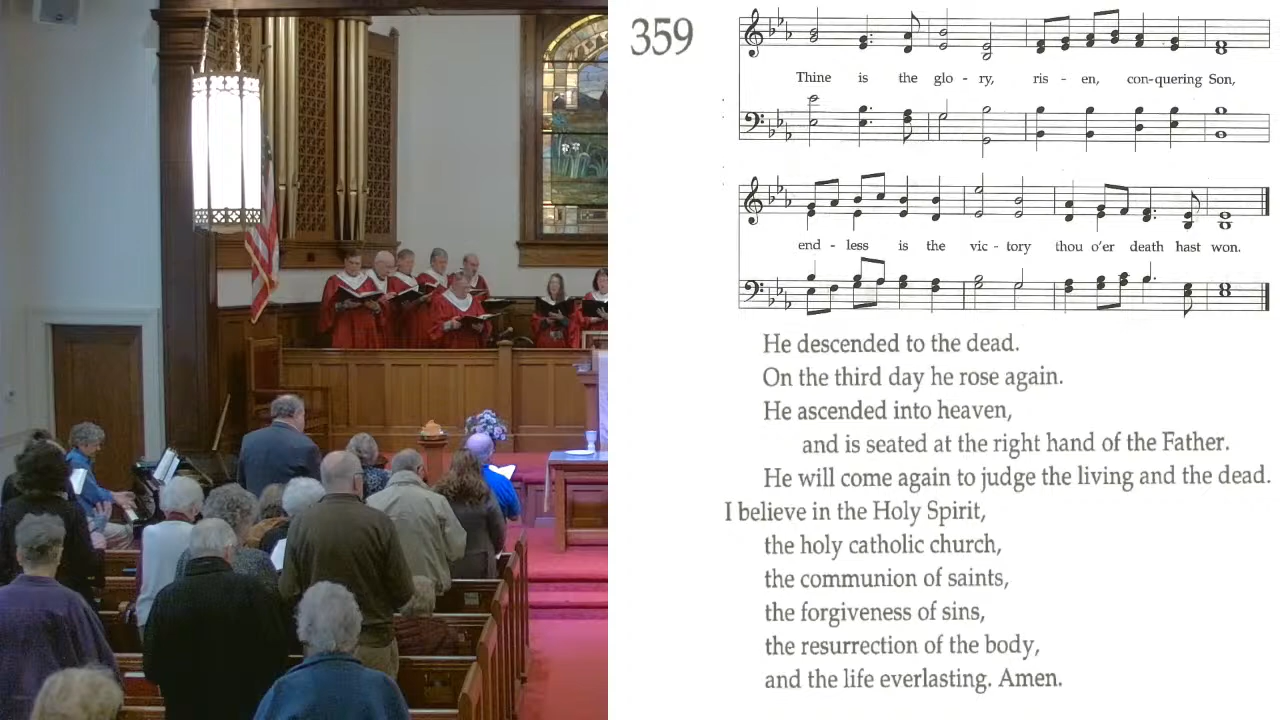 359
Thine is the glo - ry, ris - en, con-quering Son,
end - less is the vic - tory thou o'er death hast won.
He descended to the dead.
On the third day he rose again.
He ascended into heaven,
and is seated at the right hand of the Father.
He will come again to judge the living and the dead.
I believe in the Holy Spirit,
the holy catholic church,
the communion of saints,
the forgiveness of sins,
the resurrection of the body,
and the life everlasting. Amen.